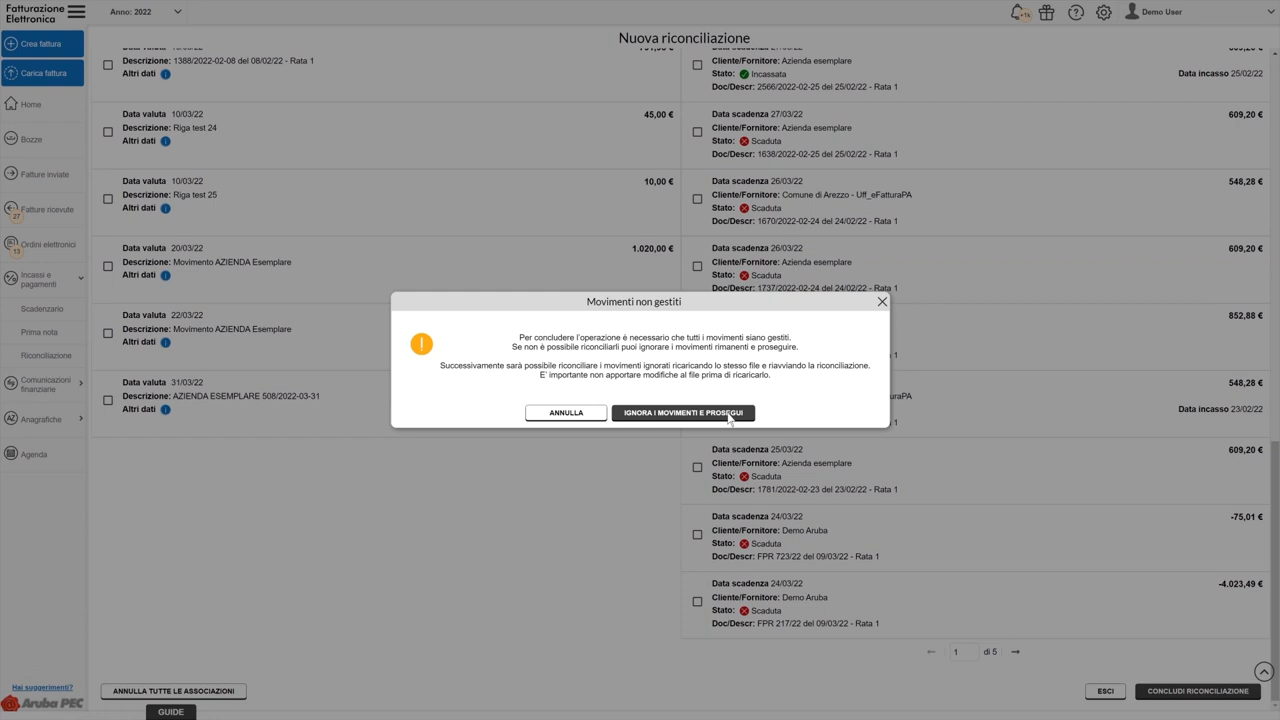 Fatturazione
Elettronica
Anno: 2022
+14
Demo User
Nuova riconciliazione
Crea fattura
Carica fattura
Home
Bozze
Fatture inviate
Fatture ricevute
27
Ordini elettronici
13
Incassi e
pagamenti
Scadenzario
Prima nota
Riconciliazione
Comunicazioni
finanziarie
Anagrafiche
Agenda
Hai suggerimenti?
Aruba PEC
Descrizione: 1388/2022-02-08 del 08/02/22 - Rata 1
Altri dati
Data valuta 10/03/22
45,00 €
Descrizione: Riga test 24
Altri dati
Data valuta 10/03/22
10,00 €
Descrizione: Riga test 25
Altri dati
Data valuta 20/03/22
1.020,00 €
Descrizione: Movimento AZIENDA Esemplare
Altri dati
Data valuta 22/03/22
Descrizione: Movimento AZIENDA Esemplare
Altri dati
Data valuta 31/03/22
Descrizione: AZIENDA ESEMPLARE 508/2022-03-31
Altri dati
Cliente/Fornitore: Azienda esemplare
Stato: Incassata
Data incasso 25/02/22
Doc/Descr: 2566/2022-02-25 del 25/02/22 - Rata 1
Data scadenza 27/03/22
609,20 €
Cliente/Fornitore: Azienda esemplare
Stato: Scaduta
Doc/Descr: 1638/2022-02-25 del 25/02/22 - Rata 1
Data scadenza 26/03/22
548,28 €
Cliente/Fornitore: Comune di Arezzo - Uff_eFatturaPA
Stato: Scaduta
Doc/Descr: 1670/2022-02-24 del 24/02/22 - Rata 1
Data scadenza 26/03/22
609,20 €
Cliente/Fornitore: Azienda esemplare
Stato: Scaduta
Doc/Descr: 1737/2022-02-24 del 24/02/22 - Rata 1
852,88 €
548,28 €
Data incasso 23/02/22
Data scadenza 25/03/22
609,20 €
Cliente/Fornitore: Azienda esemplare
Stato: Scaduta
Doc/Descr: 1781/2022-02-23 del 23/02/22 - Rata 1
Data scadenza 24/03/22
-75,01 €
Cliente/Fornitore: Demo Aruba
Stato: Scaduta
Doc/Descr: FPR 723/22 del 09/03/22 - Rata 1
Data scadenza 24/03/22
-4.023,49 €
Cliente/Fornitore: Demo Aruba
Stato: Scaduta
Doc/Descr: FPR 217/22 del 09/03/22 - Rata 1
1 di 5
Movimenti non gestiti
Per concludere l'operazione è necessario che tutti i movimenti siano gestiti.
Se non è possibile riconciliarli puoi ignorare i movimenti rimanenti e proseguire.
Successivamente sarà possibile riconciliare i movimenti ignorati ricaricando lo stesso file e riavviando la riconciliazione.
E' importante non apportare modifiche al file prima di ricaricarlo.
ANNULLA
IGNORA I MOVIMENTI E PROSEGUI
ANNULLA TUTTE LE ASSOCIAZIONI
ESCI
CONCLUDI RICONCILIAZIONE
GUIDE